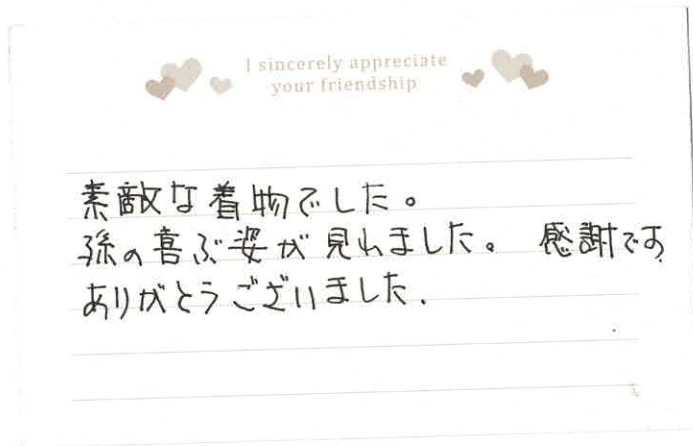 I sincerely appreciate
your friendship
素敵な着物でした。
孫の喜ぶ姿が見れました。 感謝です
ありがとうございました.